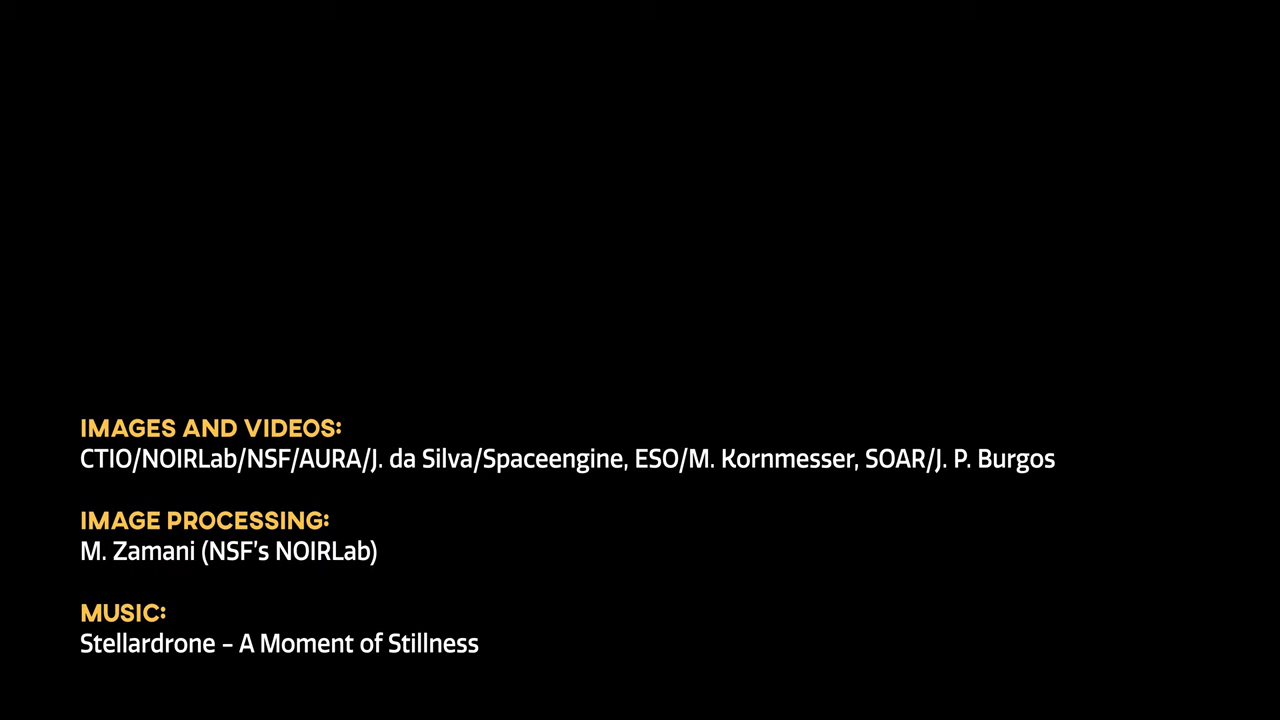 IMAGES AND VIDEOS:
CTIO/NOIRLab/NSF/AURA/J. da Silva/Spaceengine, ESO/M. Kornmesser, SOAR/J. P. Burgos
IMAGE PROCESSING:
M. Zamani (NSF's NOIRLab)
MUSIC:
Stellardrone - A Moment of Stillness